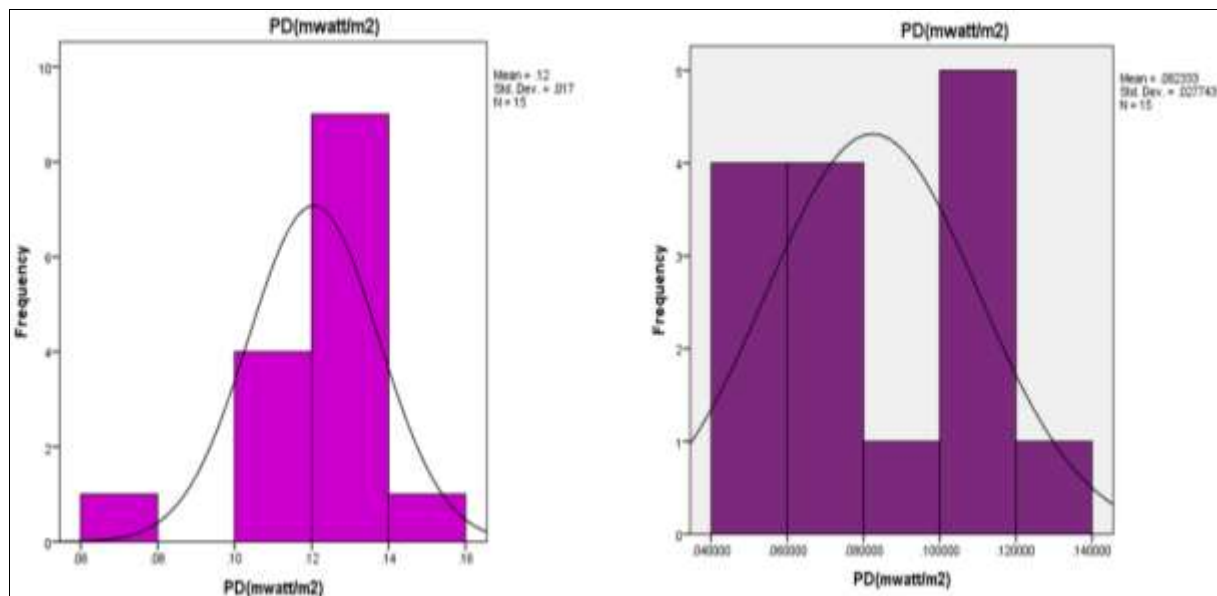 PD(mwatt/m2)
Mean = .12
Std. Dev. = .017
N = 15
10
8
6
4
2
0
Frequency
.06
.08
.10
.12
.14
.16
PD(mwatt/m2)
PD(mwatt/m2)
Mean = .082333
Std. Dev. = .027743
N = 15
5
4
3
2
1
0
Frequency
.040000
.060000
.080000
.100000
.120000
.140000
PD(mwatt/m2)